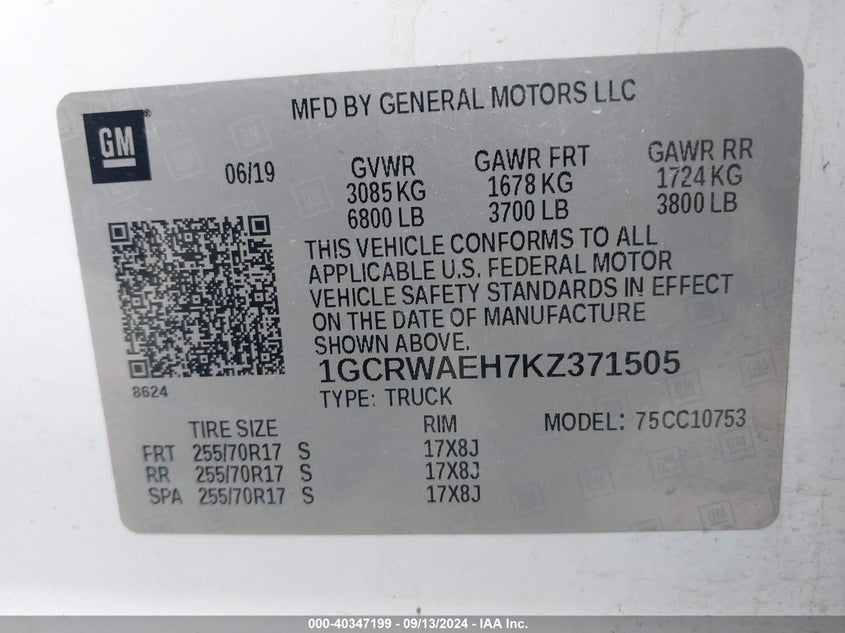 MFD BY GENERAL MOTORS LLC
GM®
06/19
GVWR GAWR FRT GAWR RR
3085 KG 1678 KG 1724 KG
6800 LB 3700 LB 3800 LB
THIS VEHICLE CONFORMS TO ALL
APPLICABLE U.S. FEDERAL MOTOR
VEHICLE SAFETY STANDARDS IN EFFECT
ON THE DATE OF MANUFACTURE
SHOWN ABOVE.
8624
1GCRWAEH7KZ371505
TYPE: TRUCK
TIRE SIZE RIM MODEL: 75CC10753
FRT 255/70R17 S 17X8J
RR 255/70R17 S 17X8J
SPA 255/70R17 S 17X8J
000-40347199 - 09/13/2024 - IAA Inc.